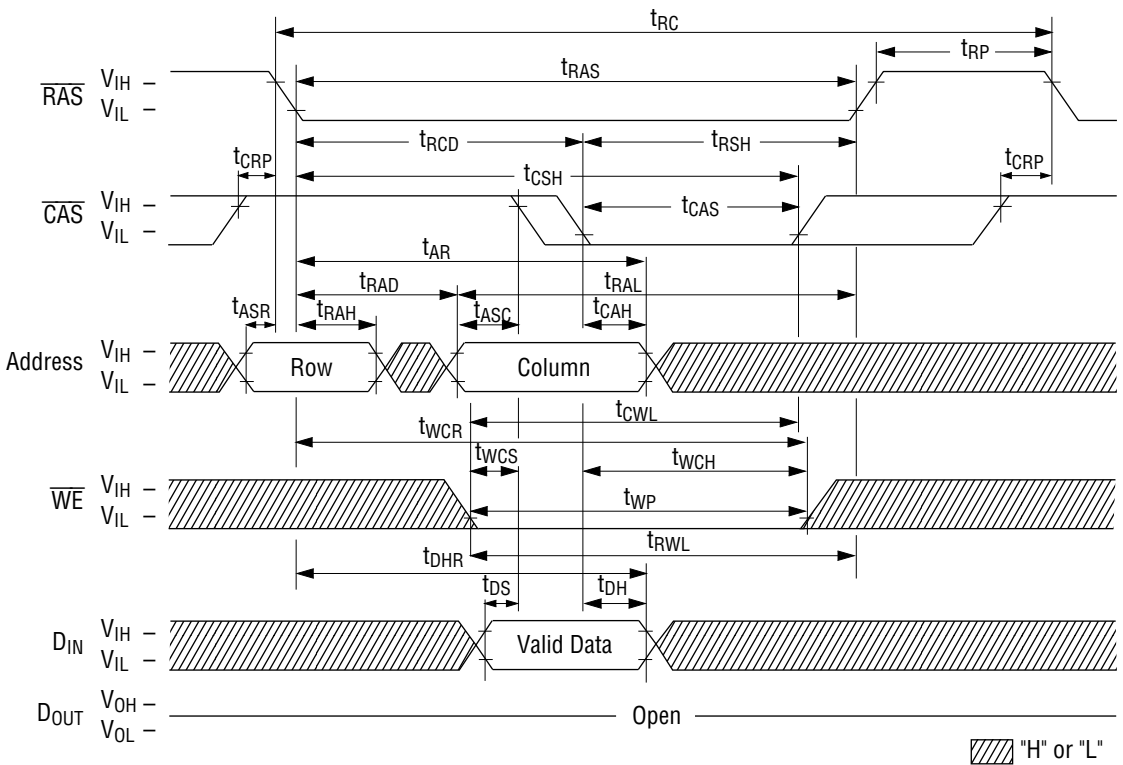 tRC
tRP
RAS VIH –
VIL –
tRAS
tRCD
tRSH
tCRP
tCSH
tCRP
CAS VIH –
VIL –
tCAS
tAR
tRAD
tRAL
tASR
tRAH
tASC
tCAH
Address VIH –
VIL –
Row
Column
tCWL
tWCR
tWCS
tWCH
WE VIH –
VIL –
tWP
tRWL
tDHR
tDS
tDH
DIN VIH –
VIL –
Valid Data
DOUT VOH –
VOL –
Open
"H" or "L"